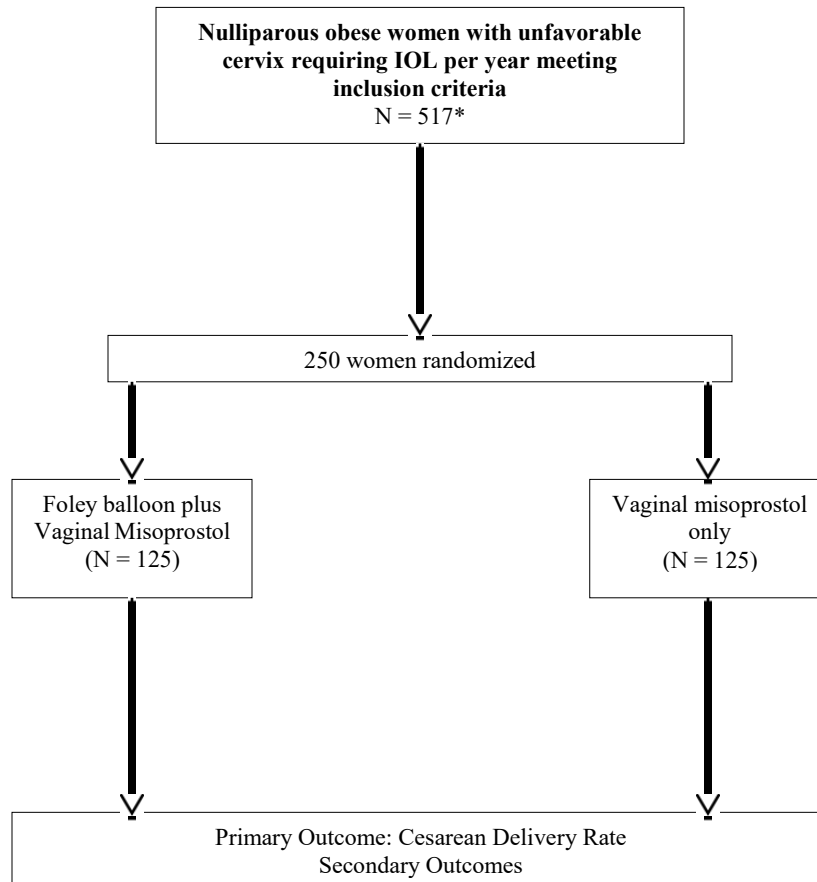 Nulliparous obese women with unfavorable
cervix requiring IOL per year meeting
inclusion criteria
N = 517*
250 women randomized
Foley balloon plus
Vaginal Misoprostol
(N = 125)
Vaginal misoprostol
only
(N = 125)
Primary Outcome: Cesarean Delivery Rate
Secondary Outcomes